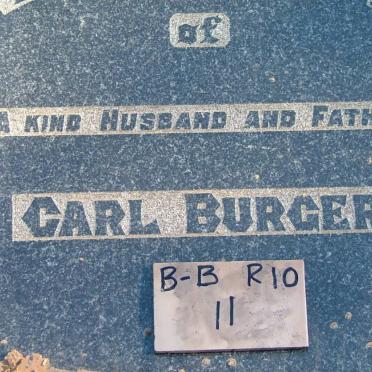 of
A KIND HUSBAND AND FATH
CARL BURGER
B-B R10
11